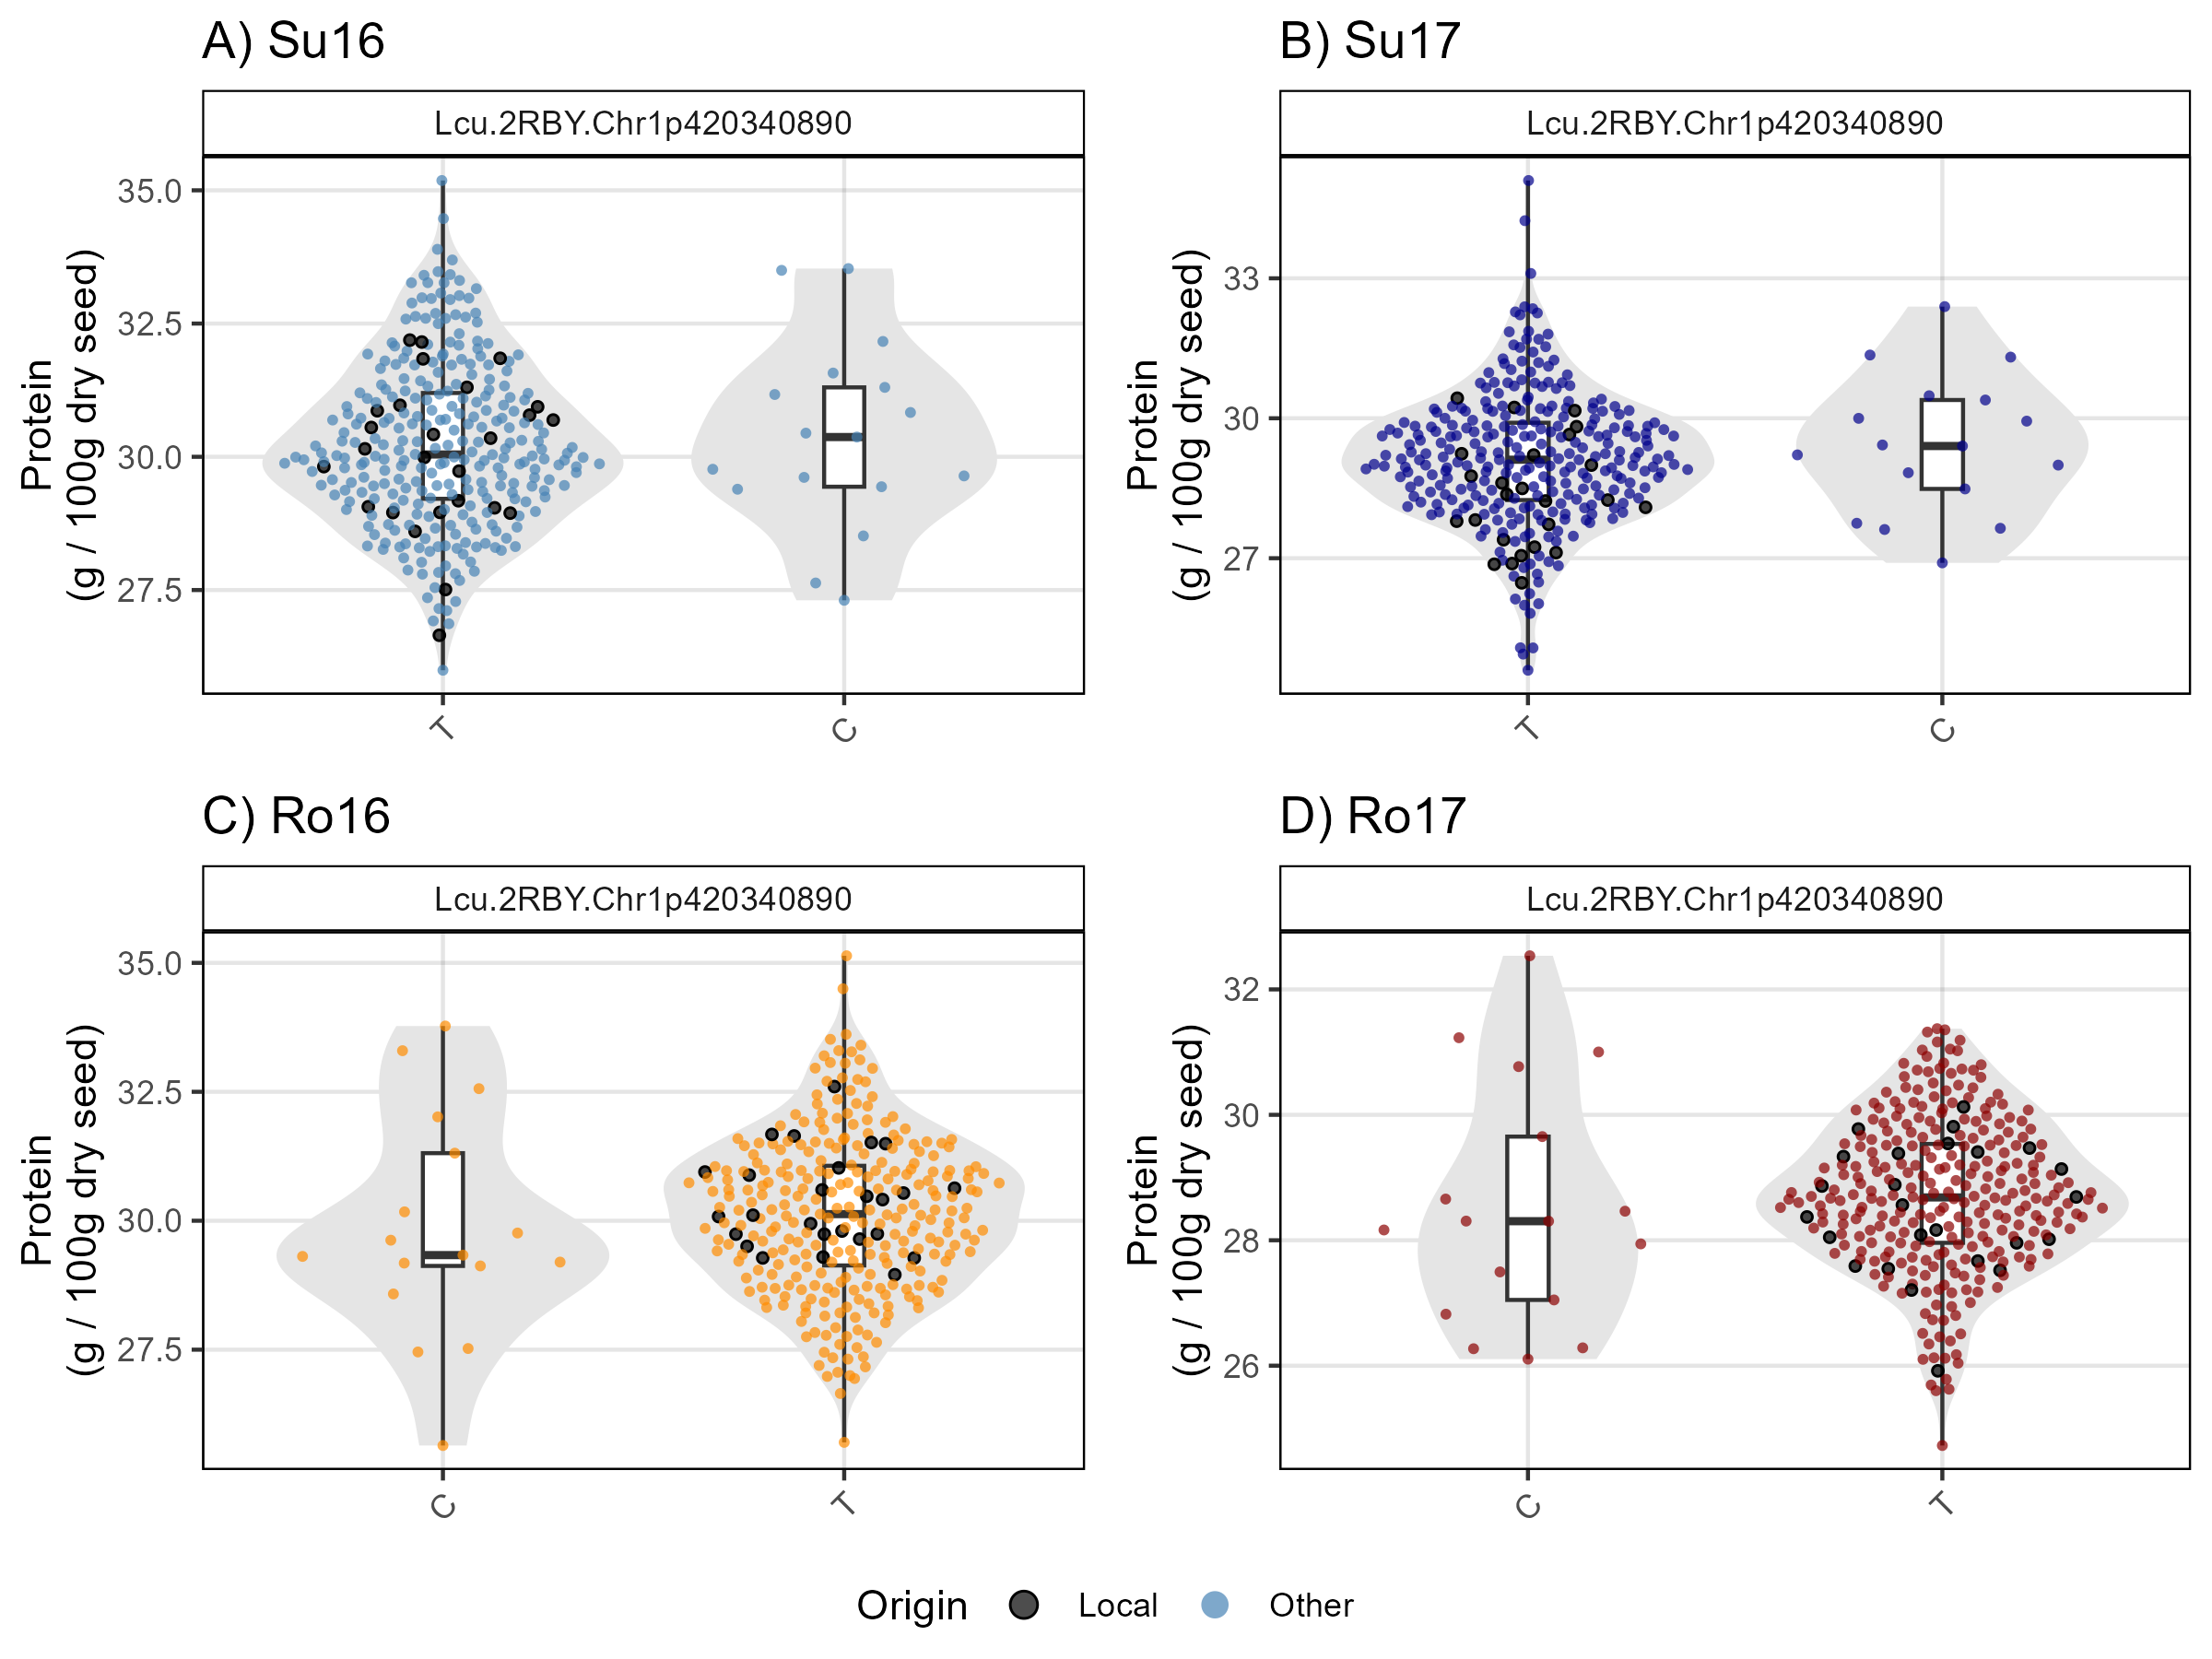 A) Su16
Lcu.2RBY.Chr1p420340890
Protein
(g / 100g dry seed)
35.0
32.5
30.0
27.5
T
C
B) Su17
Lcu.2RBY.Chr1p420340890
Protein
(g / 100g dry seed)
33
30
27
T
C
C) Ro16
Lcu.2RBY.Chr1p420340890
Protein
(g / 100g dry seed)
35.0
32.5
30.0
27.5
C
T
D) Ro17
Lcu.2RBY.Chr1p420340890
Protein
(g / 100g dry seed)
32
30
28
26
C
T
Origin Local Other